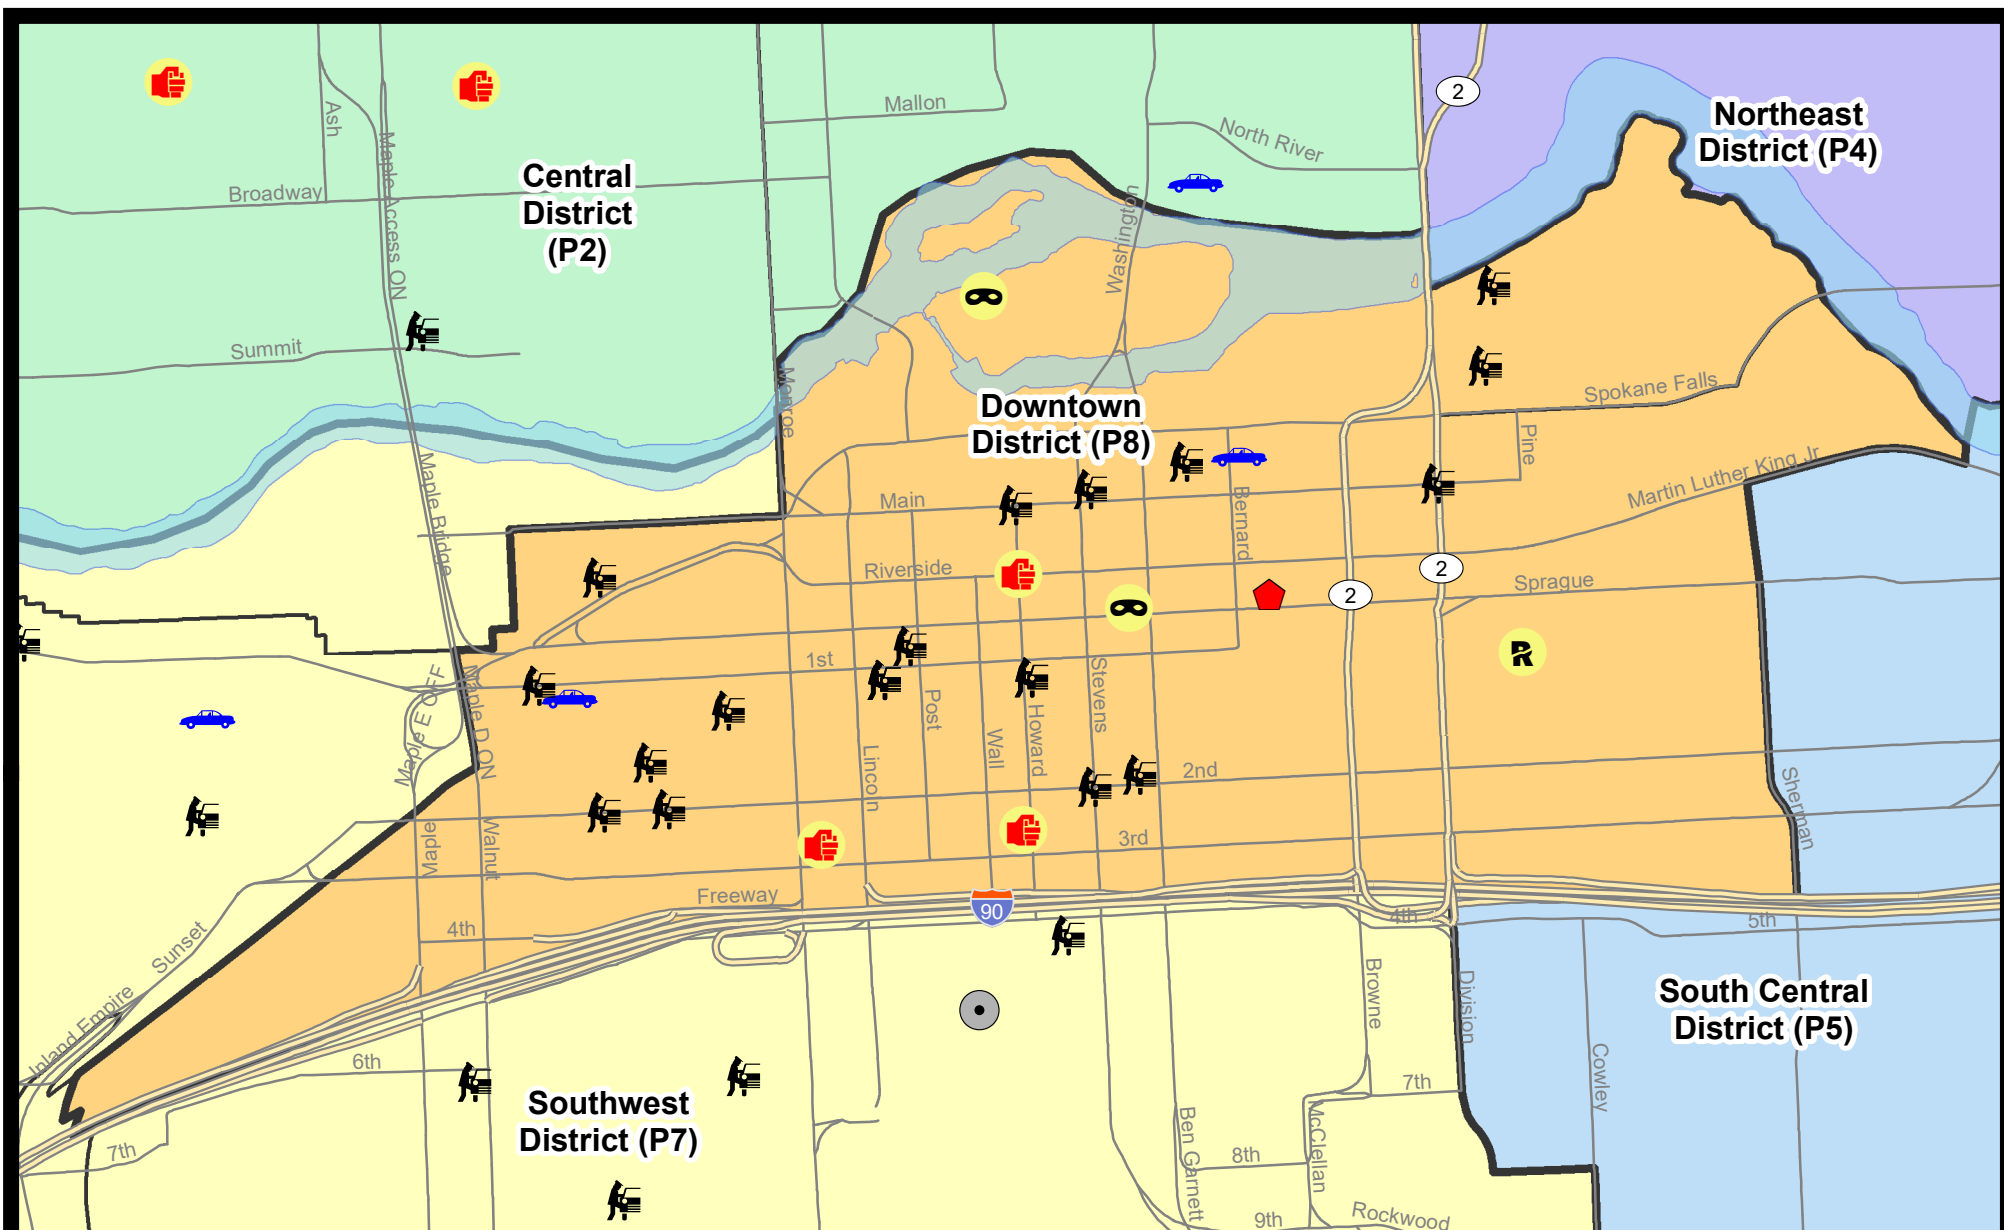 2
Northeast
District (P4)
Mallon
North River
Ash
Maple Access ON
Central
District
(P2)
Broadway
Washington
Summit
Monroe
Spokane Falls
Downtown
District (P8)
Pine
Maple Bridge
Main
Bernard
Martin Luther King Jr
Riverside
2
2
Sprague
1st
Maple E OFF
Maple D ON
Post
Stevens
Wall
Howard
Lincoln
2nd
Sherman
Maple
Walnut
3rd
Freeway
90
4th
4th
5th
Sunset
Inland Empire
Browne
Division
South Central
District (P5)
6th
Cowley
7th
Southwest
District (P7)
McClellan
Ben Garnett
7th
8th
9th
Rockwood
R